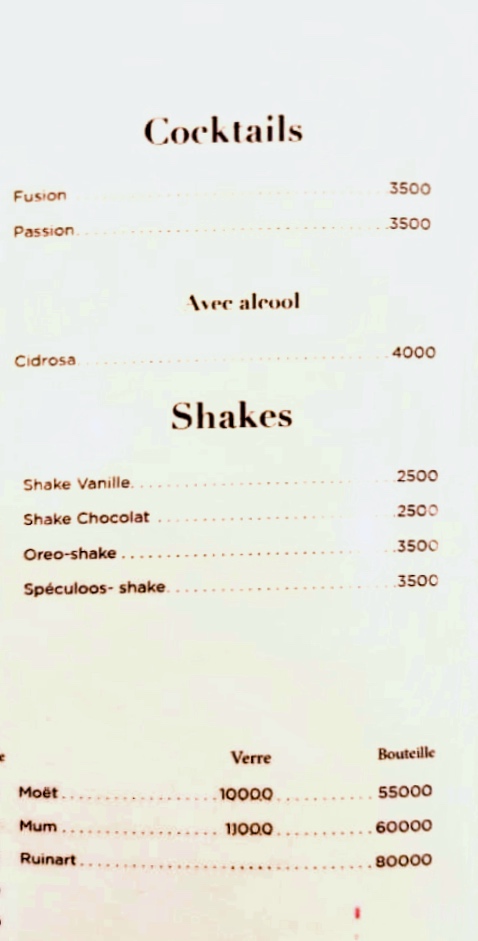 Cocktails
Fusion 3500
Passion 3500
Avec alcool
Cidrosa 4000
Shakes
Shake Vanille 2500
Shake Chocolat 2500
Oreo-shake 3500
Spéculoos- shake 3500
Verre Bouteille
Moët 10000 55000
Mum 11000 60000
Ruinart 80000